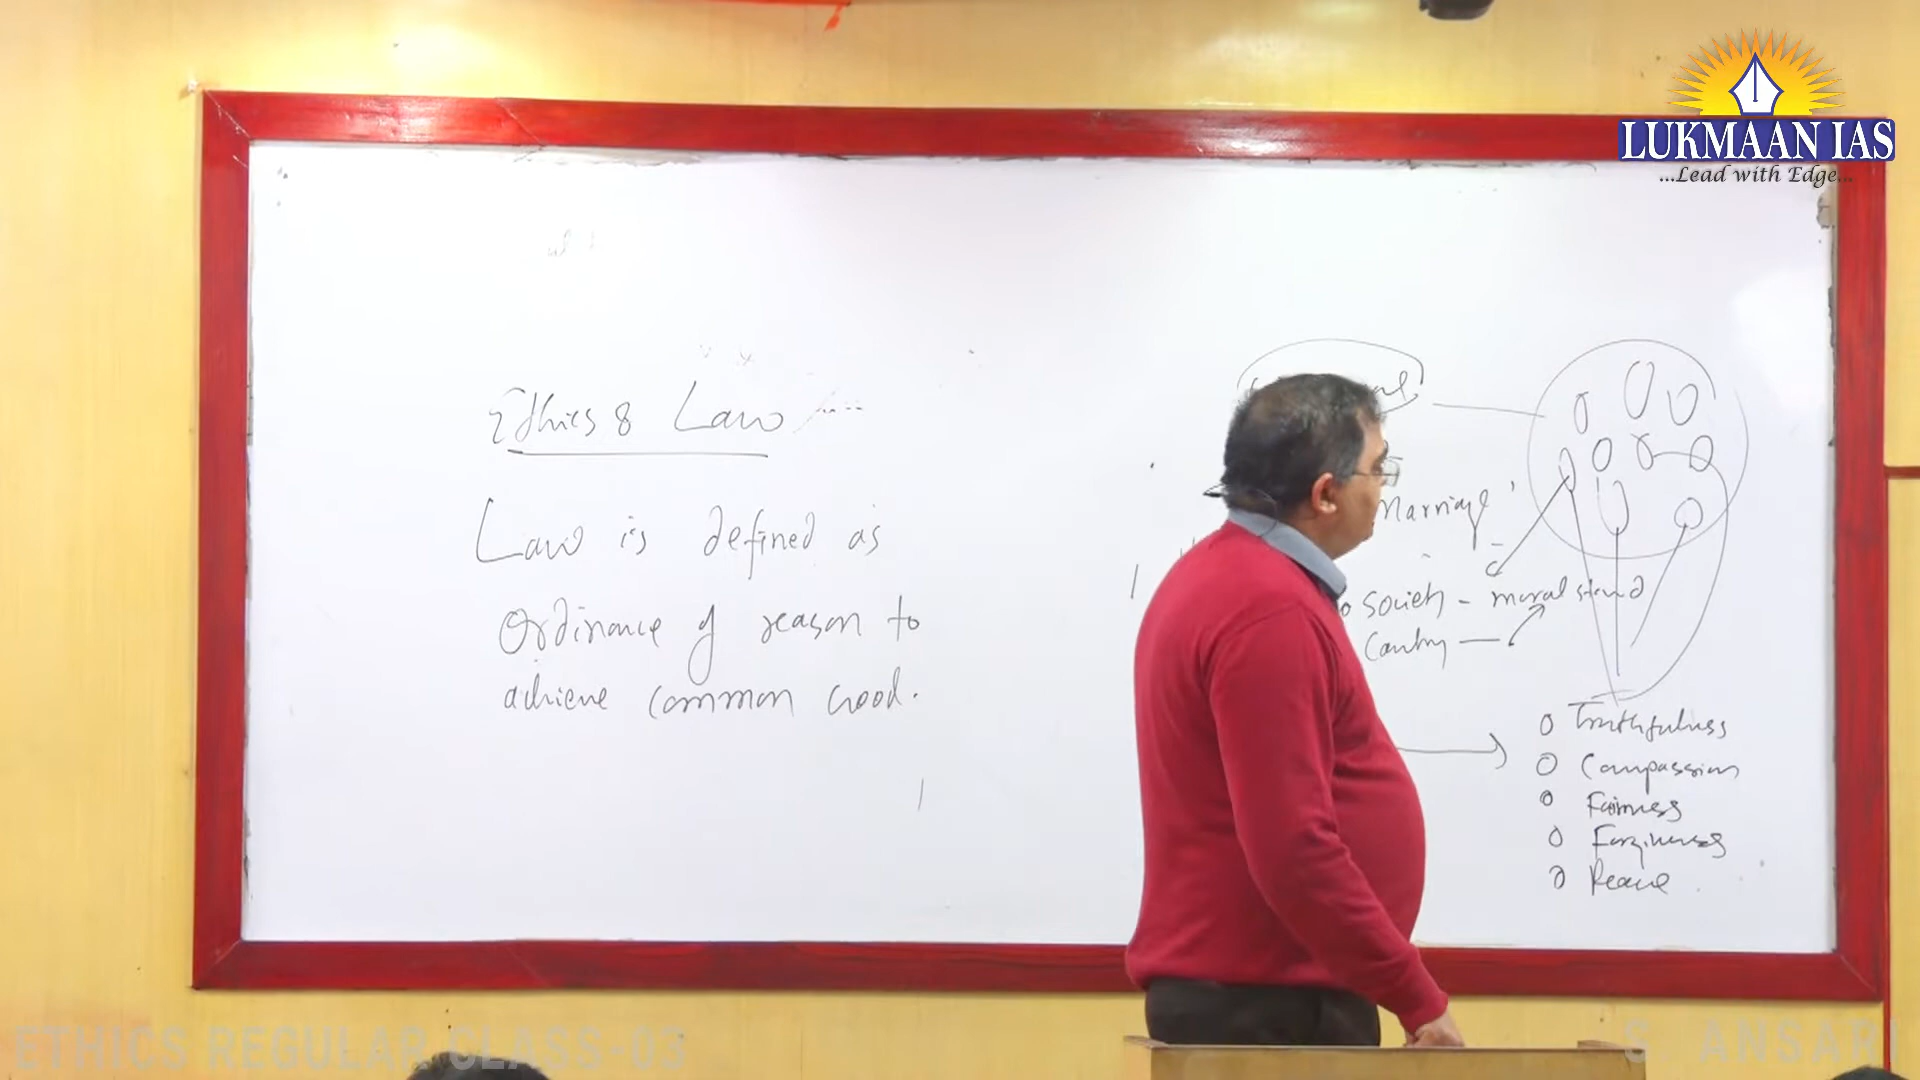 LUKMAAN IAS
...Lead with Edge...
Ethics & Law
Law is defined as
Ordinance of reason to
achieve common Good.
Marriage
Society - moral stand
Country
o Truthfulness
o Compassion
o Fairness
o Forgiveness
o Peace
ETHICS REGULAR CLASS-03
S. ANSARI